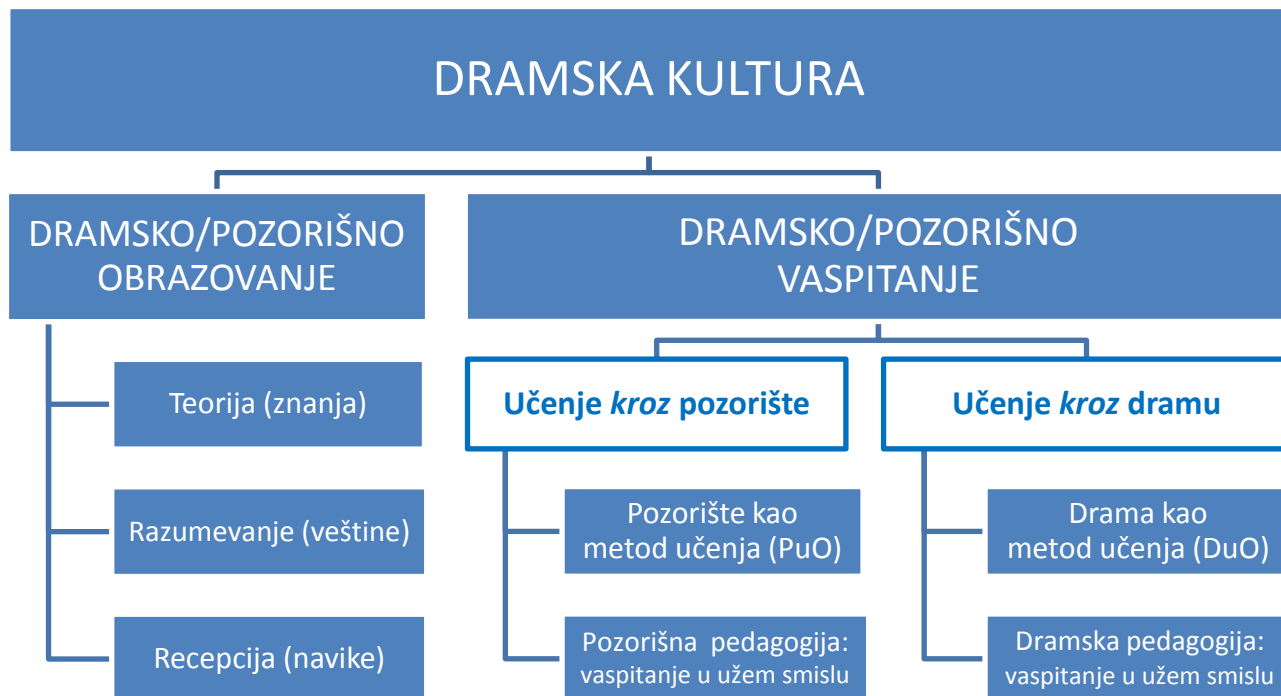 DRAMSKA KULTURA
DRAMSKO/POZORIŠNO
OBRAZOVANJE
Teorija (znanja)
Razumevanje (veštine)
Recepcija (navike)
DRAMSKO/POZORIŠNO
VASPITANJE
Učenje kroz pozorište
Pozorište kao
metod učenja (PuO)
Pozorišna pedagogija:
vaspitanje u užem smislu
Učenje kroz dramu
Drama kao
metod učenja (DuO)
Dramska pedagogija:
vaspitanje u užem smislu